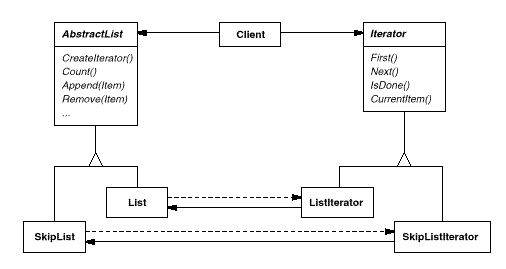 AbstractList
CreateIterator()
Count()
Append(Item)
Remove(Item)
...
Client
Iterator
First()
Next()
IsDone()
CurrentItem()
List
ListIterator
SkipList
SkipListIterator